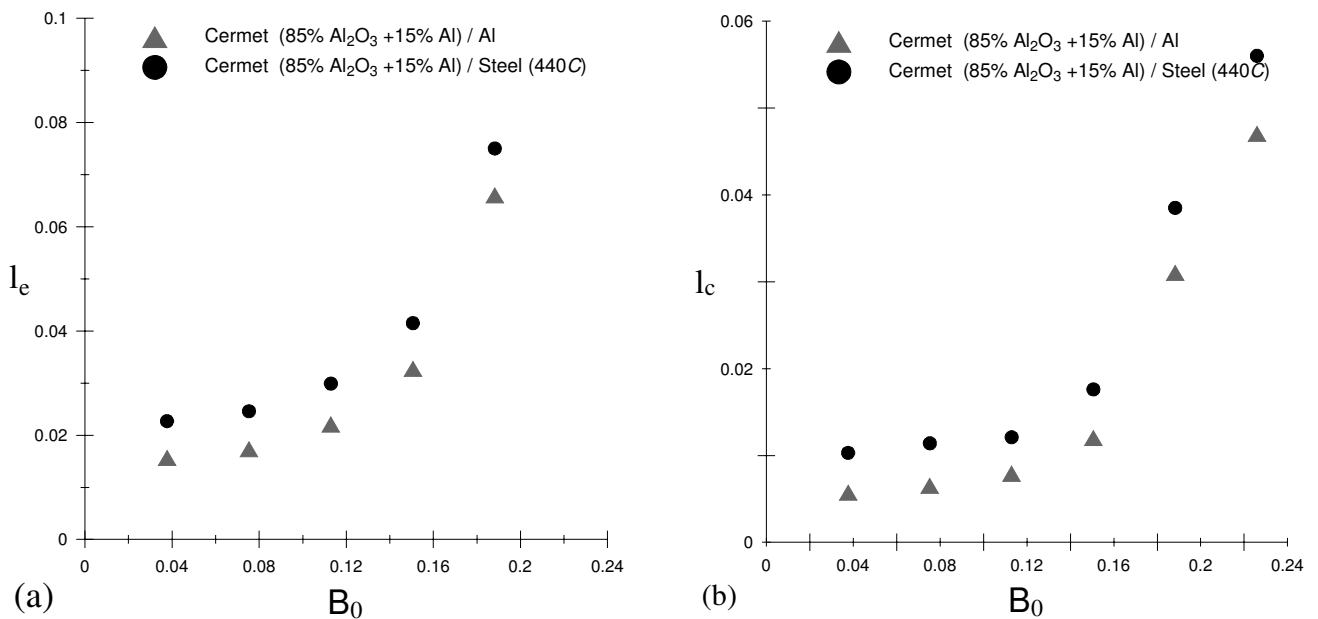 0.1
0.08
0.06
0.04
0.02
0
lₑ
Cermet (85% Al₂O₃ +15% Al) / Al
Cermet (85% Al₂O₃ +15% Al) / Steel (440C)
0 0.04 0.08 0.12 0.16 0.2 0.24
(a) B₀
0.06
0.04
0.02
0
l_c
Cermet (85% Al₂O₃ +15% Al) / Al
Cermet (85% Al₂O₃ +15% Al) / Steel (440C)
0 0.04 0.08 0.12 0.16 0.2 0.24
(b) B₀